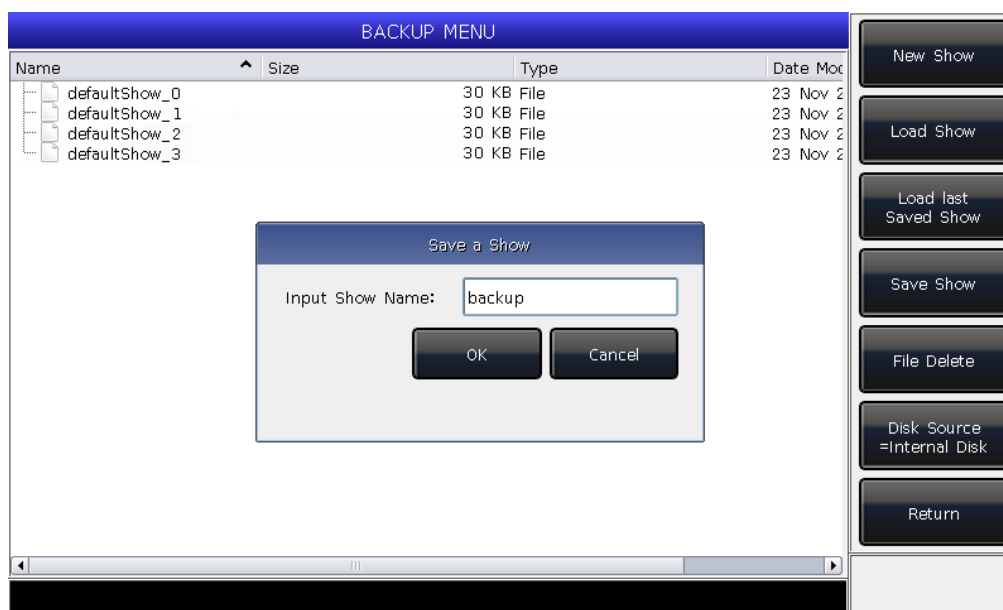 BACKUP MENU
Name Size Type Date Mod
defaultShow_0 30 KB File 23 Nov 2
defaultShow_1 30 KB File 23 Nov 2
defaultShow_2 30 KB File 23 Nov 2
defaultShow_3 30 KB File 23 Nov 2
Save a Show
Input Show Name: backup
OK Cancel
New Show
Load Show
Load last
Saved Show
Save Show
File Delete
Disk Source
=Internal Disk
Return